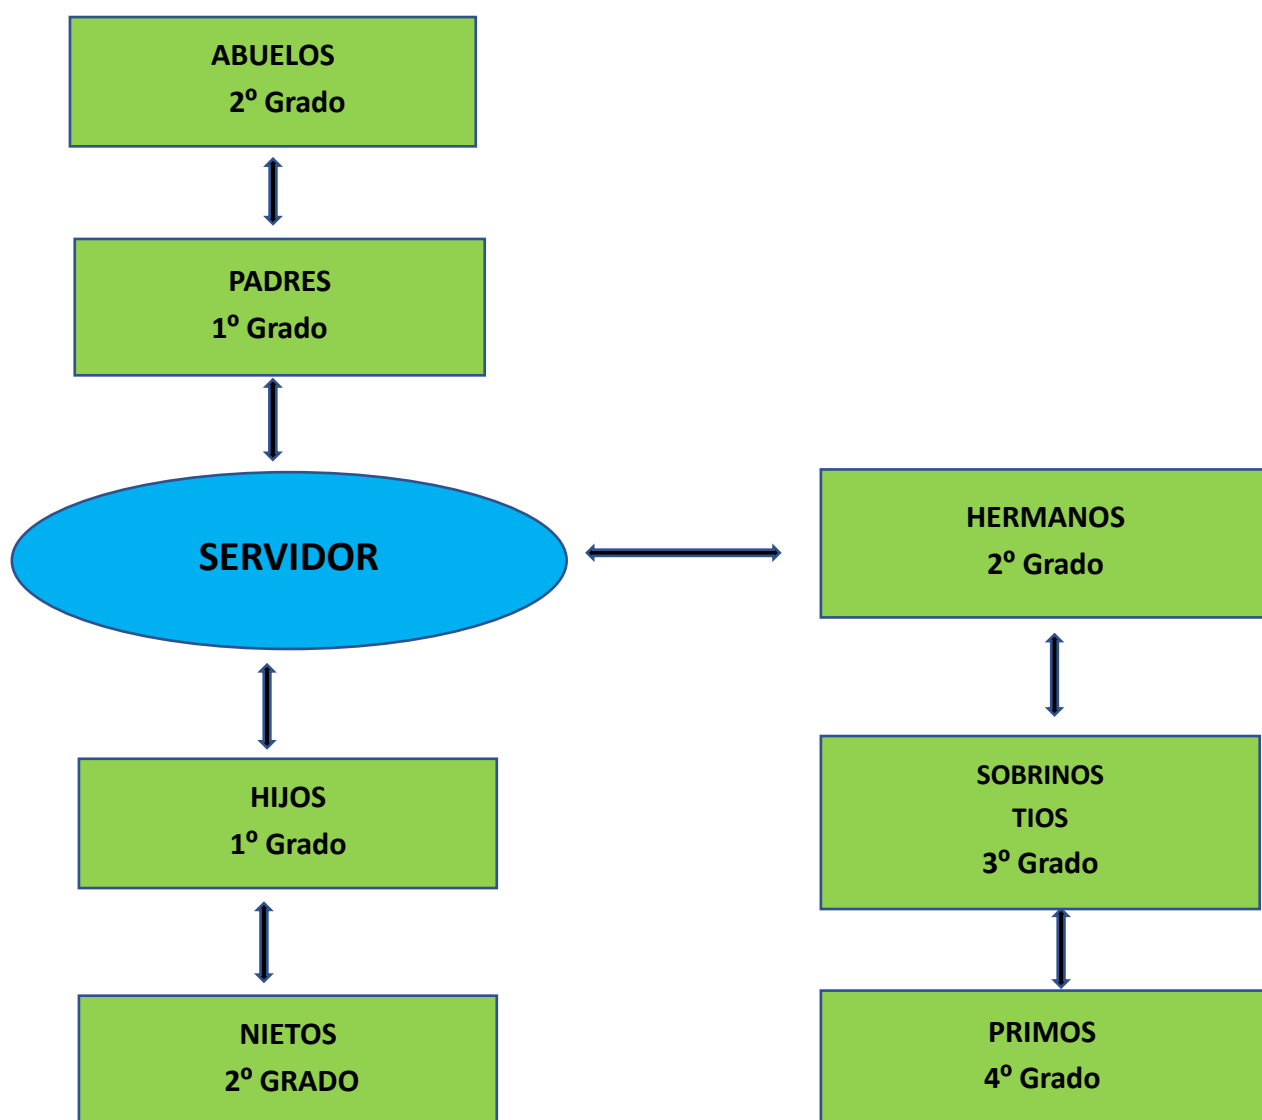 ABUELOS
2º Grado
PADRES
1º Grado
SERVIDOR
HERMANOS
2º Grado
HIJOS
1º Grado
SOBRINOS
TIOS
3º Grado
NIETOS
2º GRADO
PRIMOS
4º Grado